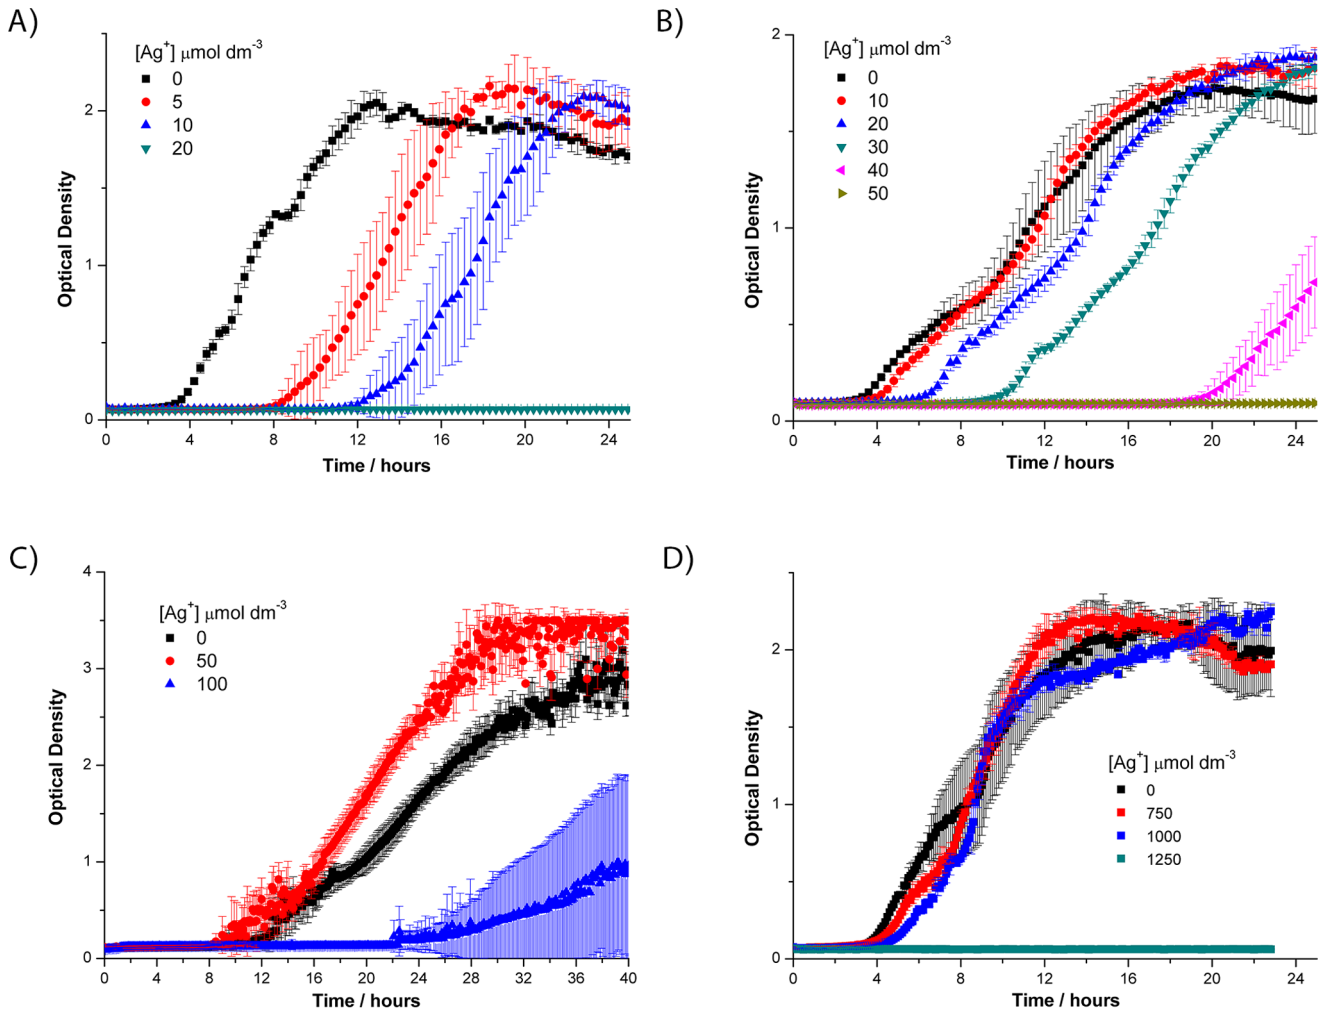 A)
[Ag+] μmol dm-3
0
5
10
20
2
1
0
Optical Density
0 4 8 12 16 20 24
Time / hours
B)
[Ag+] μmol dm-3
0
10
20
30
40
50
2
1
0
Optical Density
0 4 8 12 16 20 24
Time / hours
C)
[Ag+] μmol dm-3
0
50
100
4
3
2
1
0
Optical Density
0 4 8 12 16 20 24 28 32 36 40
Time / hours
D)
2
1
0
Optical Density
[Ag+] μmol dm-3
0
750
1000
1250
0 4 8 12 16 20 24
Time / hours